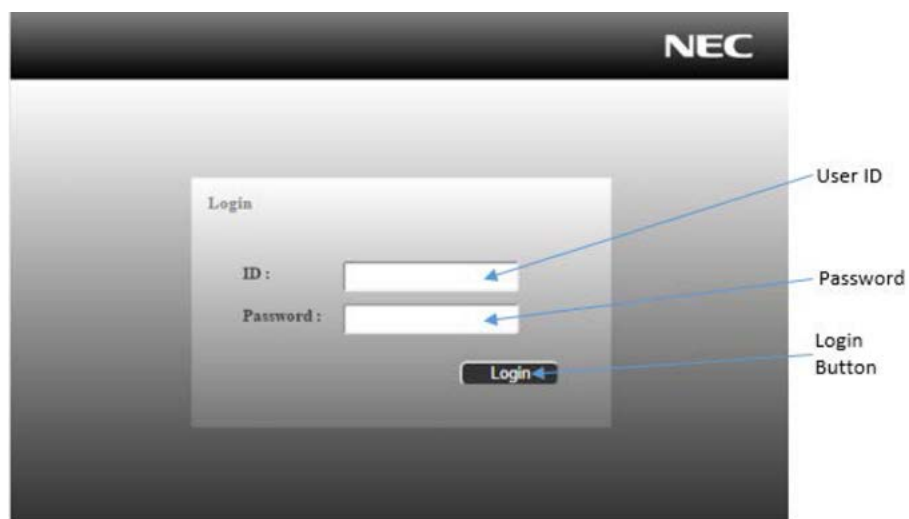 NEC
User ID
Login
ID :
Password
Password :
Login
Button
Login